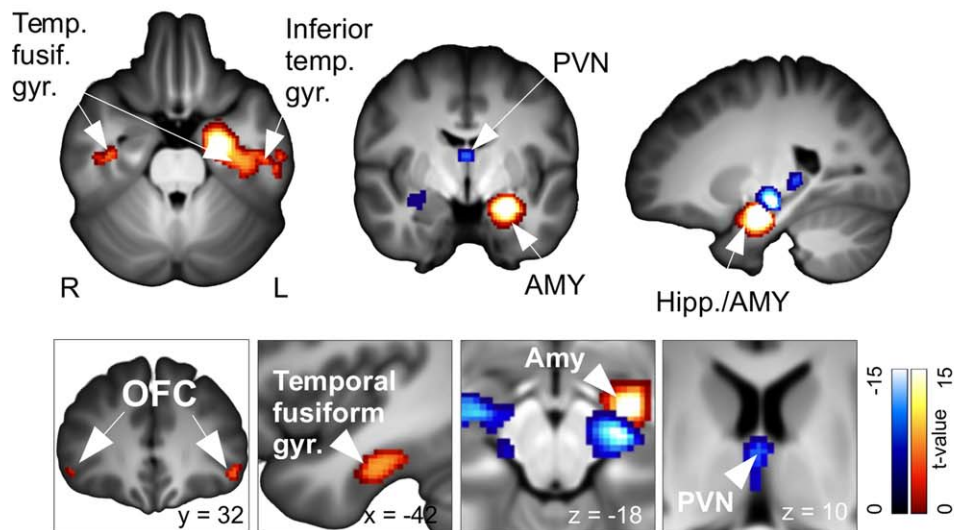 Temp.
fusif.
gyr.
Inferior
temp.
gyr.
PVN
R
L
AMY
Hipp./AMY
OFC
y = 32
Temporal
fusiform
gyr.
x = -42
Amy
z = -18
PVN
z = 10
-15
0
15
0
t-value